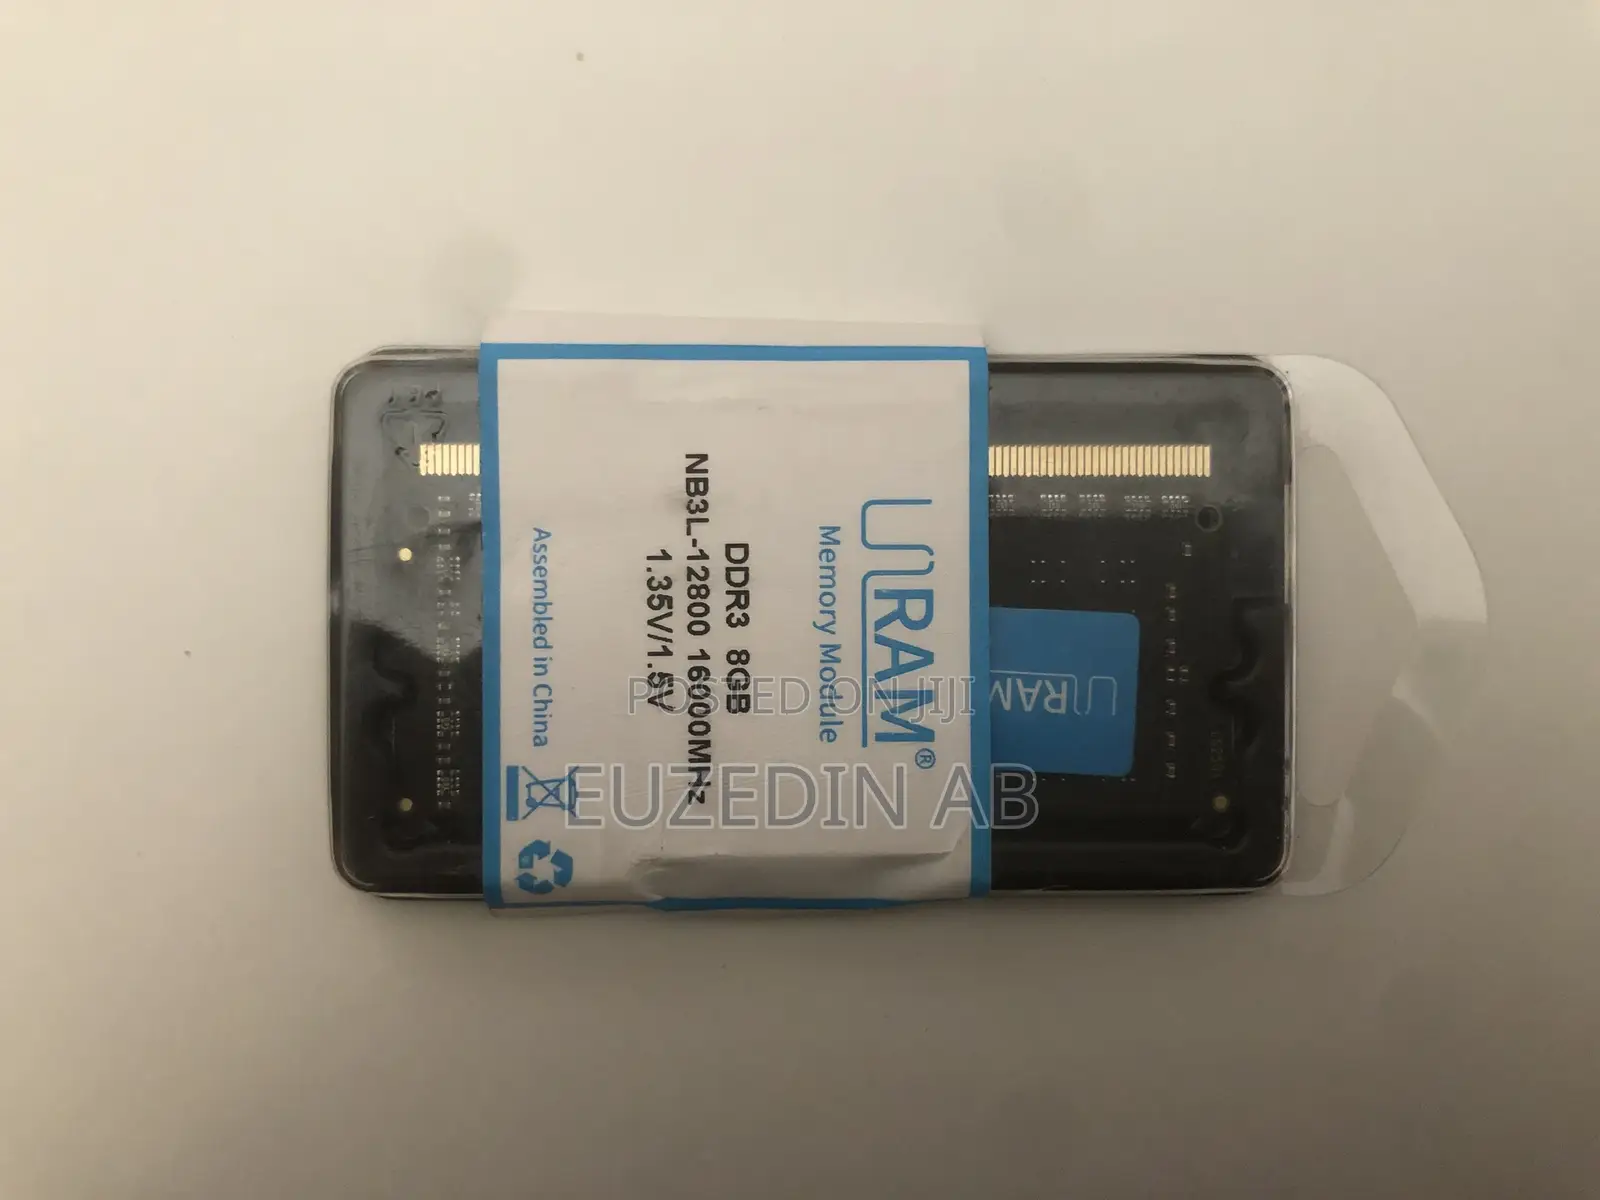 URAM®
Memory Module
DDR3 8GB
NB3L-12800 16000MHz
1.35V/1.5V
Assembled in China
URAM
POSTED ON JIJI
EUZEDIN AB